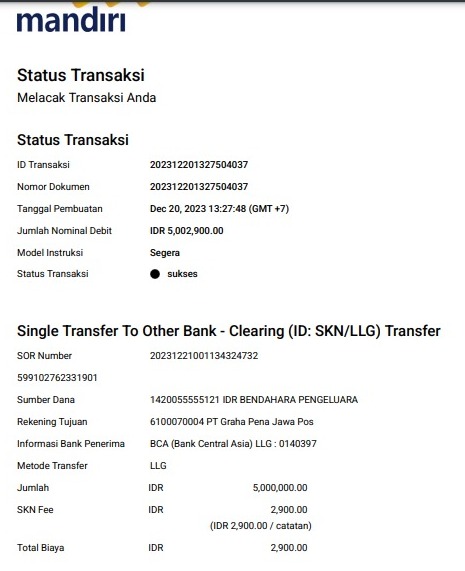 mandırı
Status Transaksi
Melacak Transaksi Anda
Status Transaksi
ID Transaksi 202312201327504037
Nomor Dokumen 202312201327504037
Tanggal Pembuatan Dec 20, 2023 13:27:48 (GMT +7)
Jumlah Nominal Debit IDR 5,002,900.00
Model Instruksi Segera
Status Transaksi sukses
Single Transfer To Other Bank - Clearing (ID: SKN/LLG) Transfer
SOR Number 20231221001134324732
599102762331901
Sumber Dana 1420055555121 IDR BENDAHARA PENGELUARA
Rekening Tujuan 6100070004 PT Graha Pena Jawa Pos
Informasi Bank Penerima BCA (Bank Central Asia) LLG : 0140397
Metode Transfer LLG
Jumlah IDR 5,000,000.00
SKN Fee IDR 2,900.00
(IDR 2,900.00 / catatan)
Total Biaya IDR 2,900.00